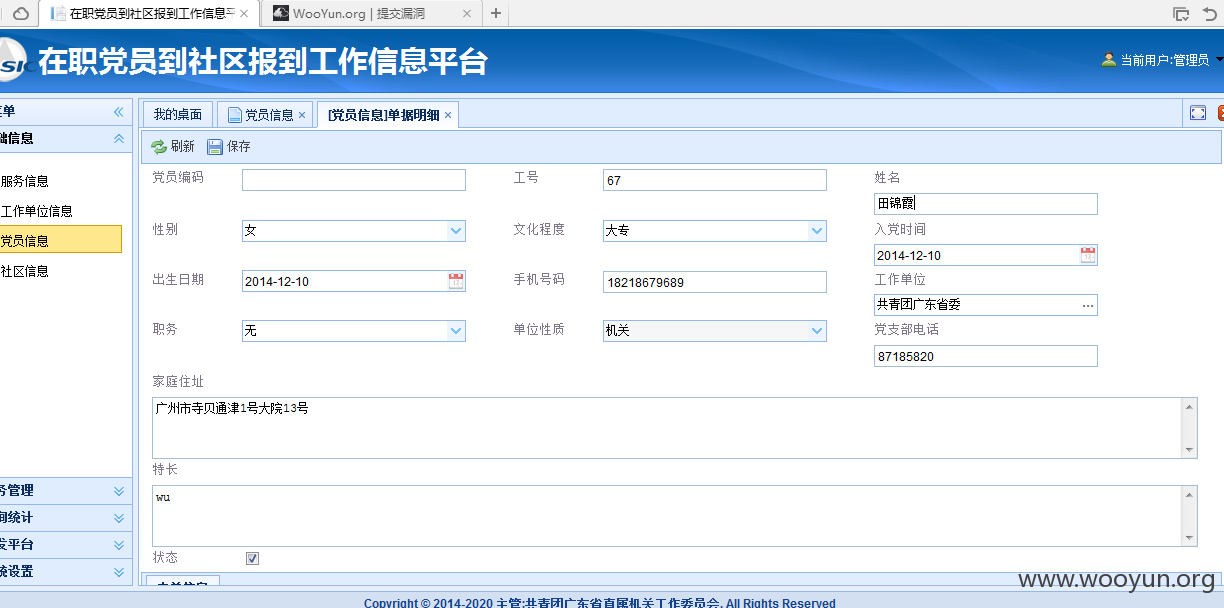 在职党员到社区报到工作信息平
WooYun.org | 提交漏洞
在职党员到社区报到工作信息平台
当前用户:管理员
单
我的桌面 党员信息 [党员信息]单据明细
础信息
刷新 保存
服务信息
工作单位信息
党员信息
社区信息
党员编码
工号 67
姓名 田锦霞
性别 女
文化程度 大专
入党时间 2014-12-10
出生日期 2014-12-10
手机号码 18218679689
工作单位 共青团广东省委 ...
职务 无
单位性质 机关
党支部电话 87185820
家庭住址
广州市寺贝通津1号大院13号
特长
wu
状态
务管理
询统计
发平台
统设置
www.wooyun.org
Copyright © 2014-2020 主管:共青团广东省直属机关工作委员会. All Rights Reserved